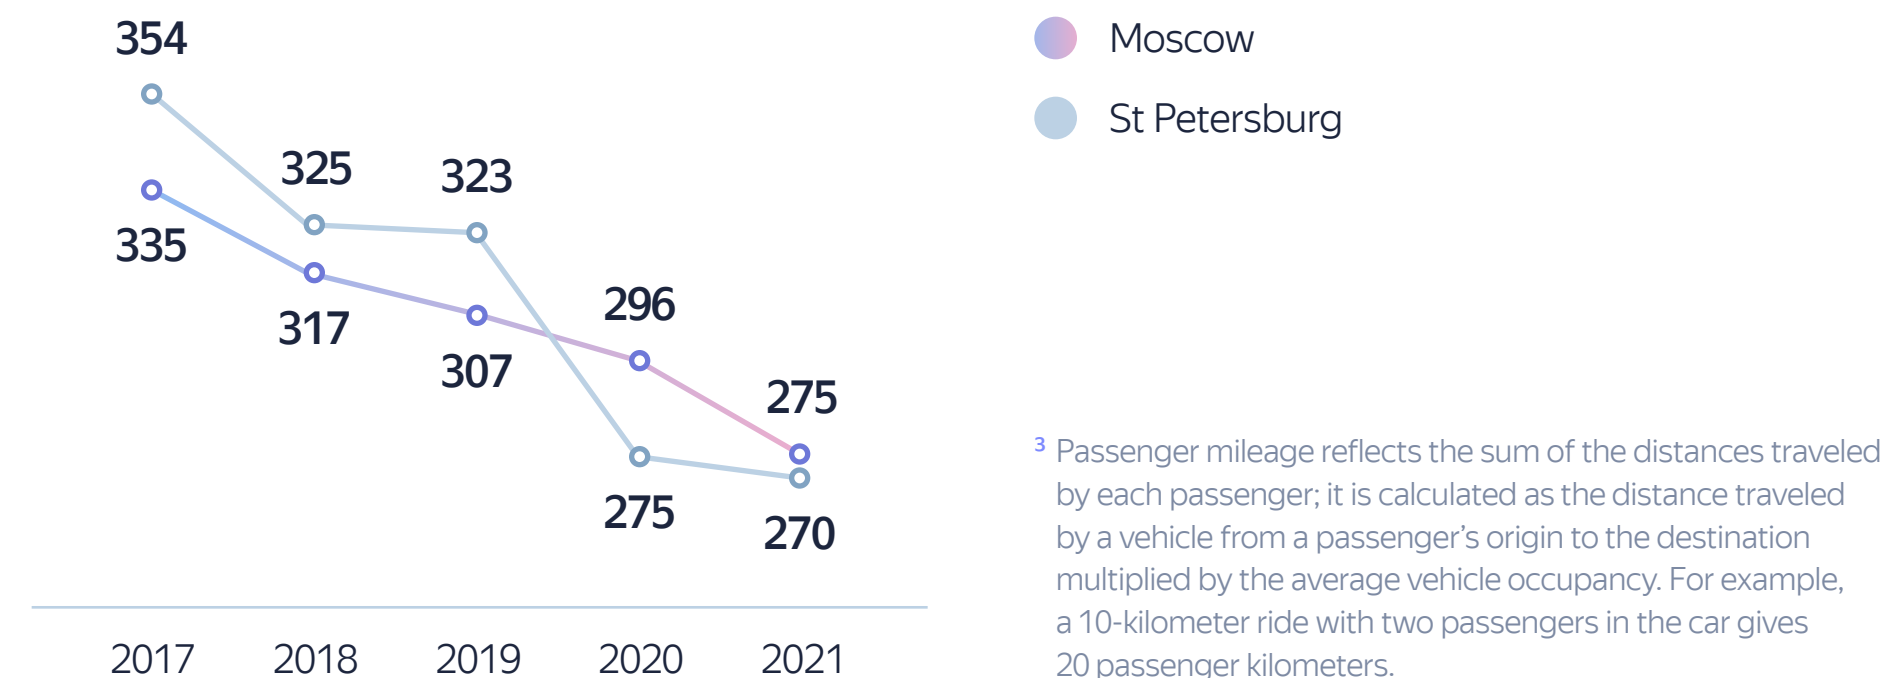 354
325
323
335
317
307
296
275
275
270
2017 2018 2019 2020 2021
Moscow
St Petersburg
3 Passenger mileage reflects the sum of the distances traveled
by each passenger; it is calculated as the distance traveled
by a vehicle from a passenger’s origin to the destination
multiplied by the average vehicle occupancy. For example,
a 10-kilometer ride with two passengers in the car gives
20 passenger kilometers.